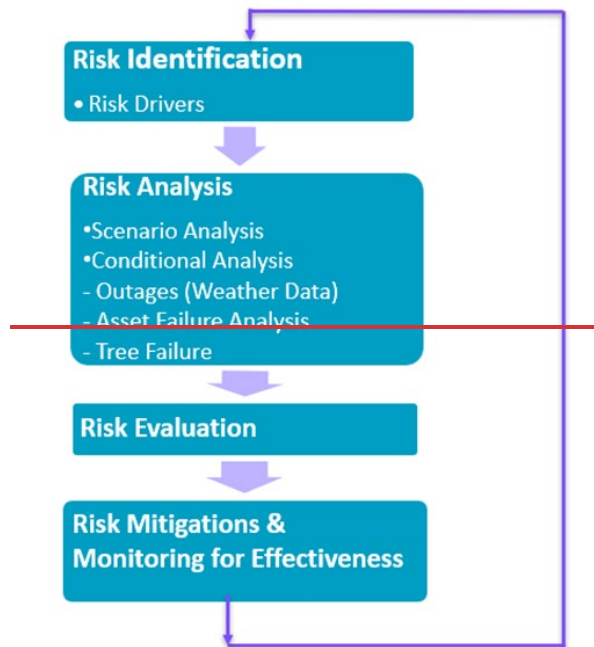 Risk Identification
• Risk Drivers
Risk Analysis
•Scenario Analysis
•Conditional Analysis
- Outages (Weather Data)
- Asset Failure Analysis
- Tree Failure
Risk Evaluation
Risk Mitigations &
Monitoring for Effectiveness